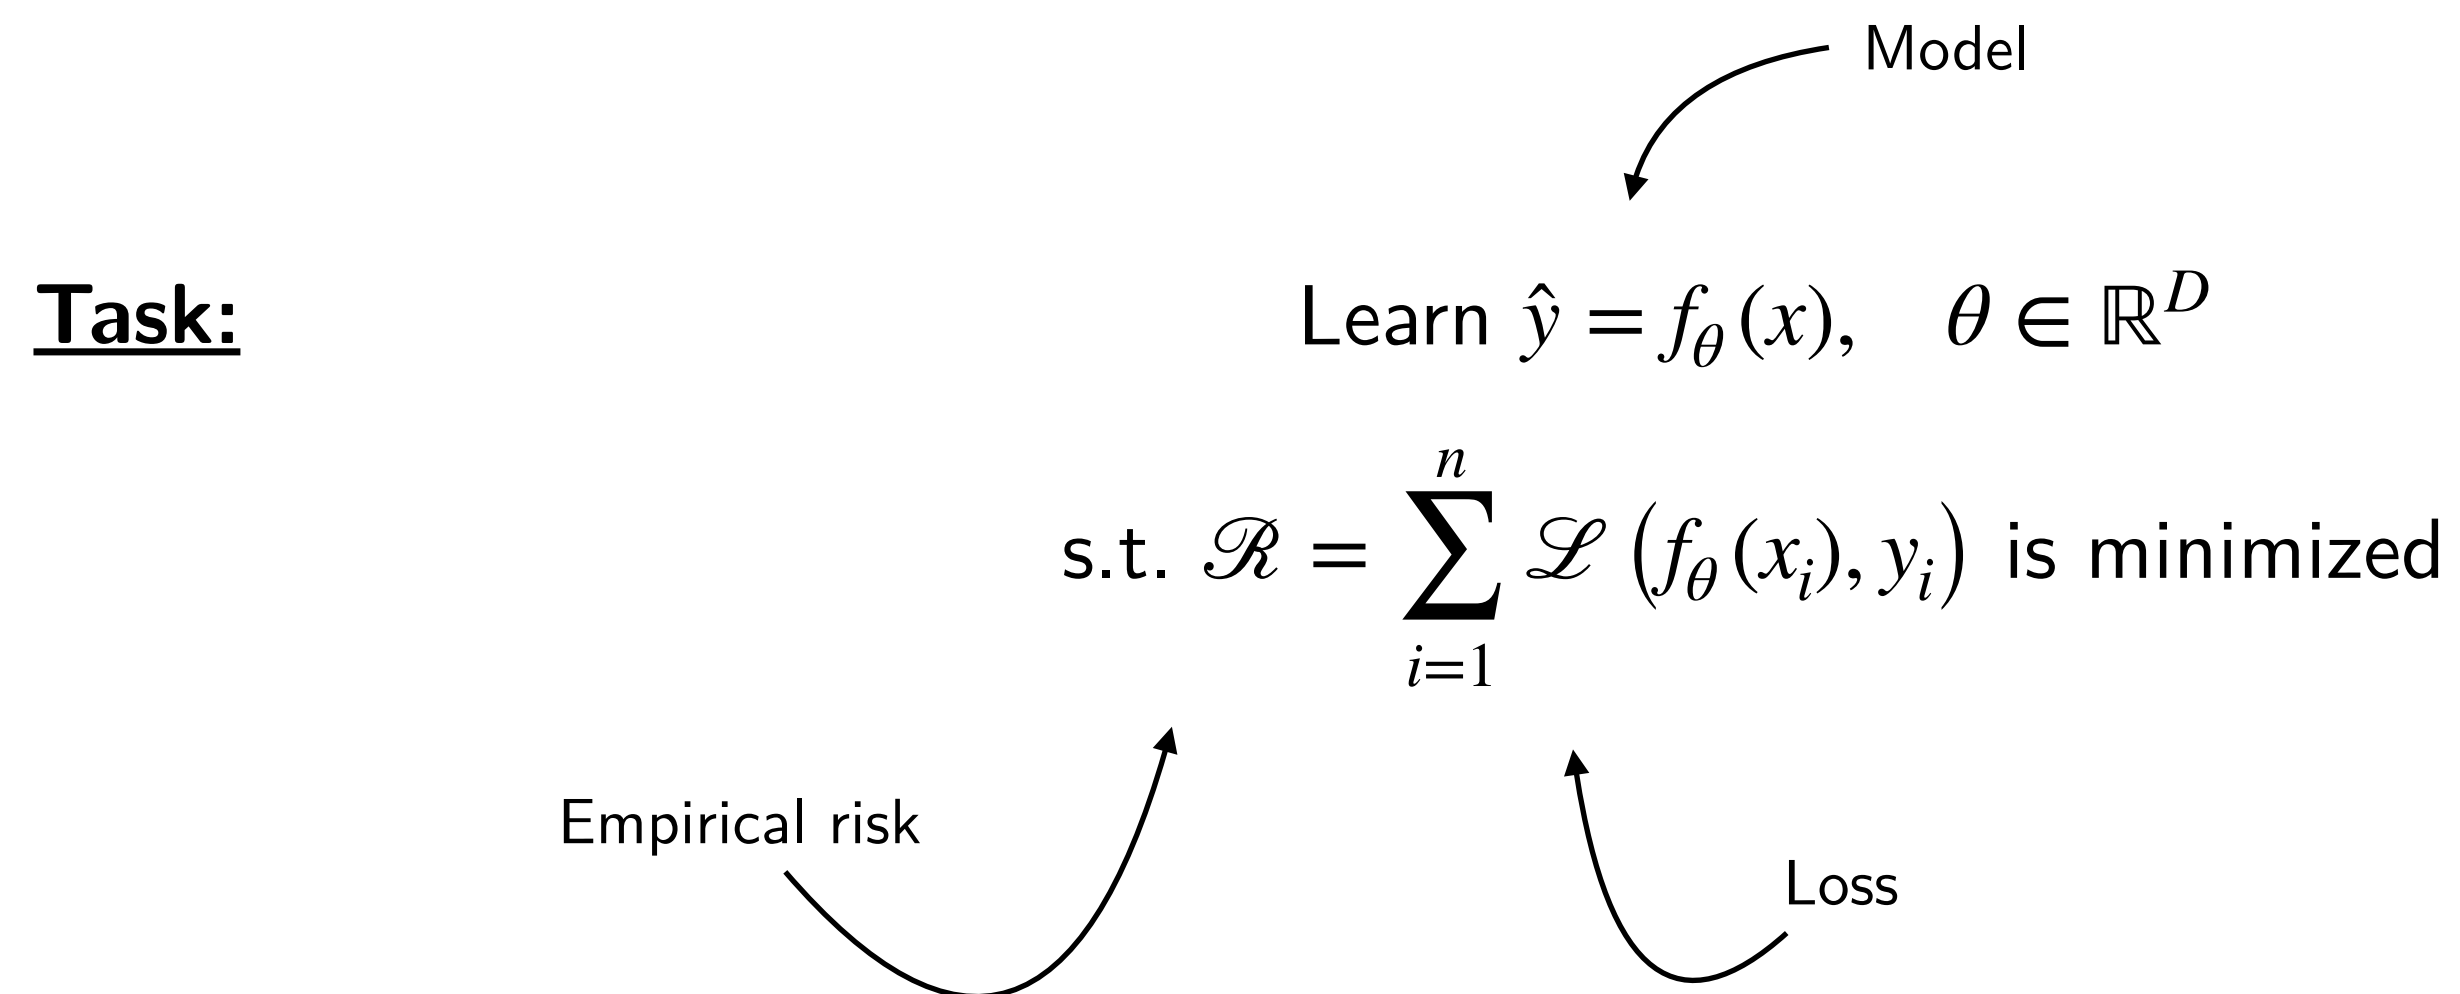 Model
Task: Learn ŷ = f_θ(x), θ ∈ ℝ^D
s.t. ℛ = ∑_{i=1}^{n} ℒ (f_θ(x_i), y_i) is minimized
Empirical risk
Loss